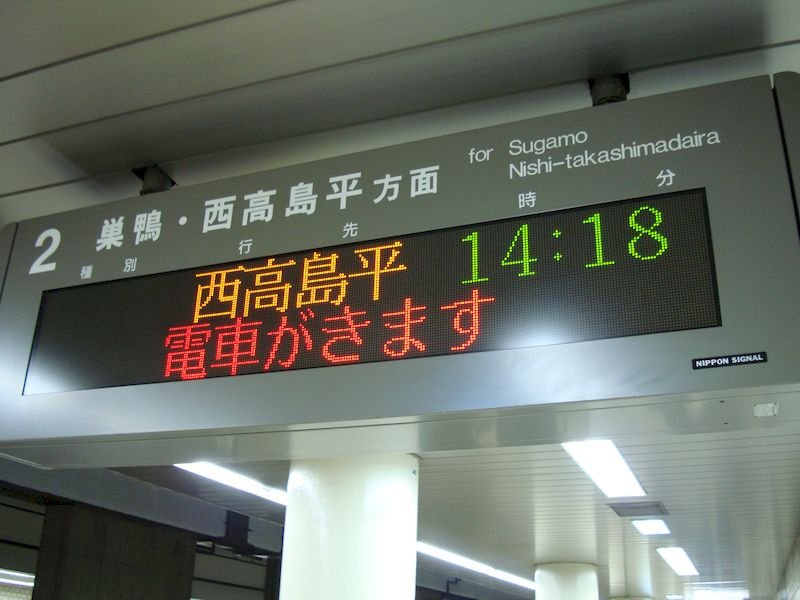 2 巣鴨・西高島平方面 for Sugamo
Nishi-takashimadaira
種別 行先 時 分
西高島平 14:18
電車がきます
NIPPON SIGNAL